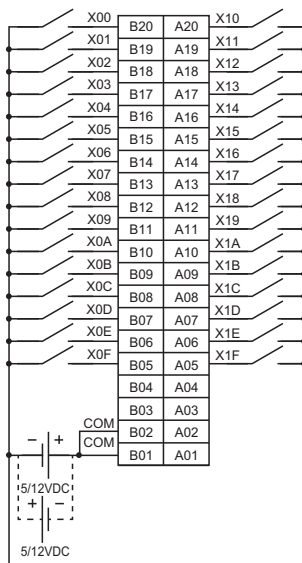 X00 B20 A20 X10
X01 B19 A19 X11
X02 B18 A18 X12
X03 B17 A17 X13
X04 B16 A16 X14
X05 B15 A15 X15
X06 B14 A14 X16
X07 B13 A13 X17
X08 B12 A12 X18
X09 B11 A11 X19
X0A B10 A10 X1A
X0B B09 A09 X1B
X0C B08 A08 X1C
X0D B07 A07 X1D
X0E B06 A06 X1E
X0F B05 A05 X1F
B04 A04
B03 A03
COM B02 A02
− + COM B01 A01
5/12VDC
+ −
5/12VDC